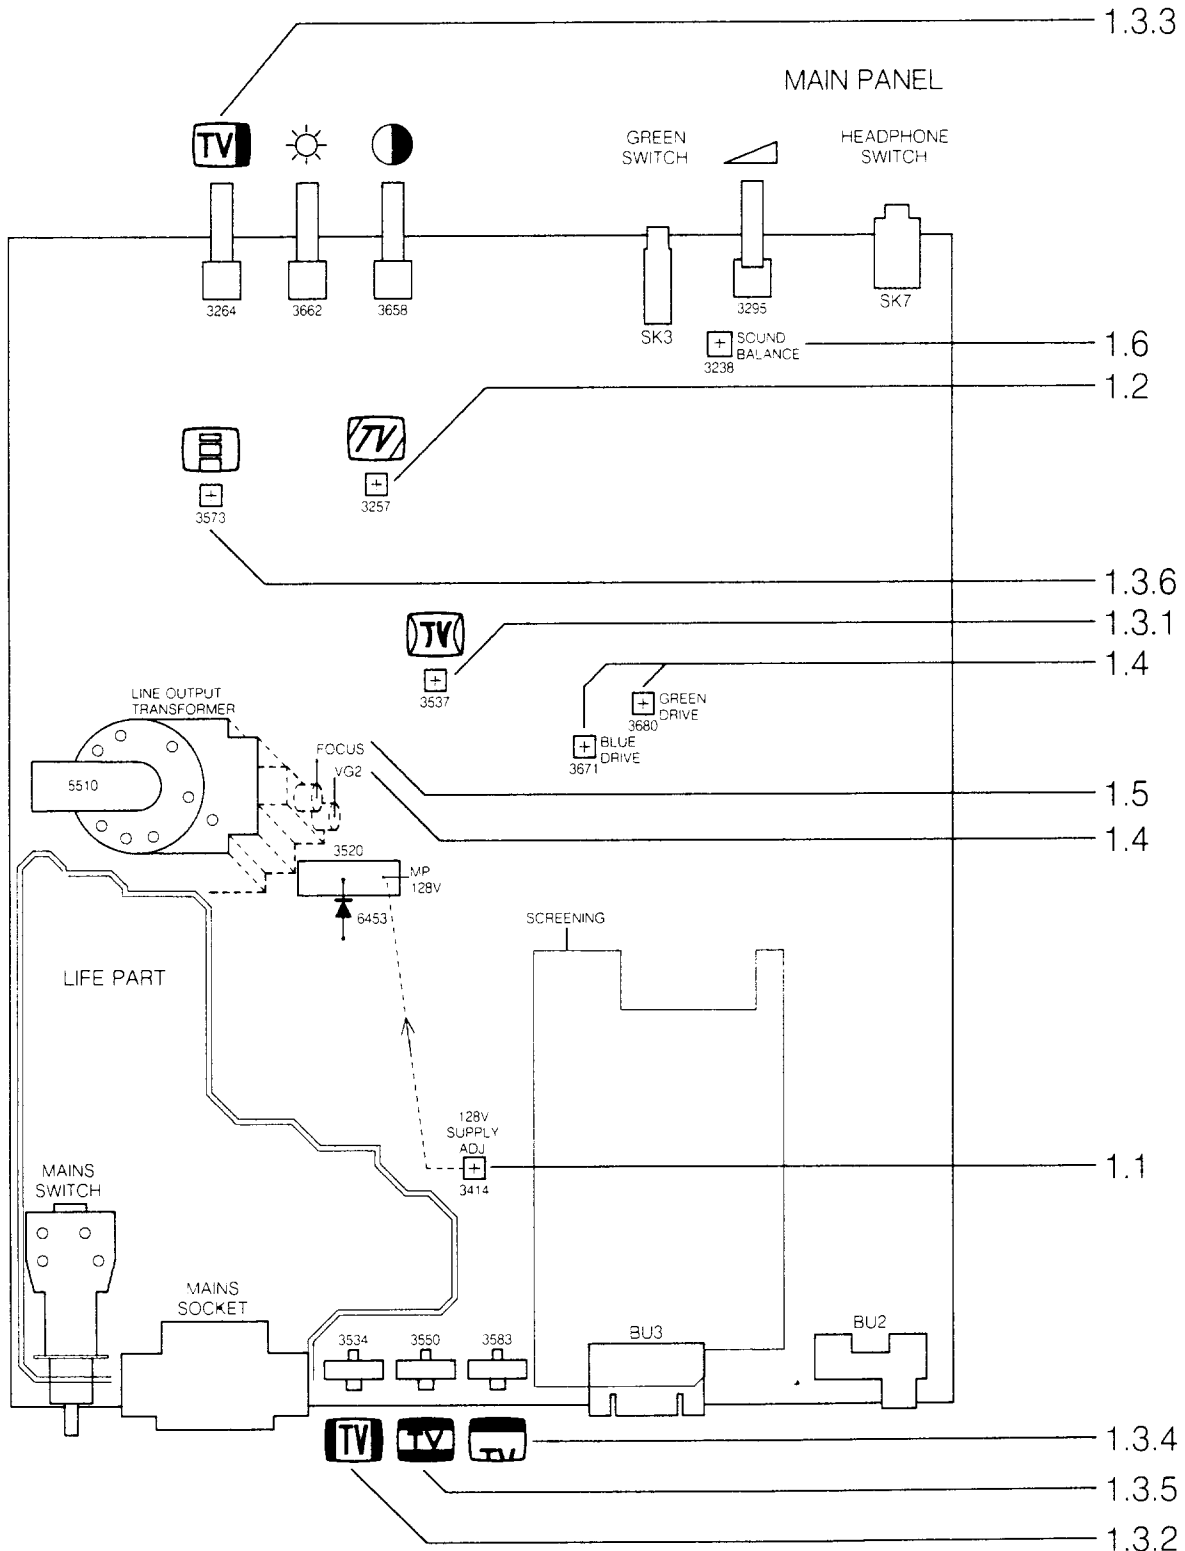 1.3.3
MAIN PANEL
TV
GREEN
SWITCH
HEADPHONE
SWITCH
3264
3662
3658
SK3
3295
SK7
SOUND
BALANCE
3238
1.6
1.2
TV
3573
3257
1.3.6
TV
1.3.1
3537
1.4
LINE OUTPUT
TRANSFORMER
GREEN
DRIVE
3680
BLUE
DRIVE
3671
FOCUS
VG2
5510
1.5
1.4
3520
MP
128V
6453
SCREENING
LIFE PART
128V
SUPPLY
ADJ
3414
1.1
MAINS
SWITCH
MAINS
SOCKET
3534
3550
3583
BU3
BU2
TV
TV
TV
1.3.4
1.3.5
1.3.2